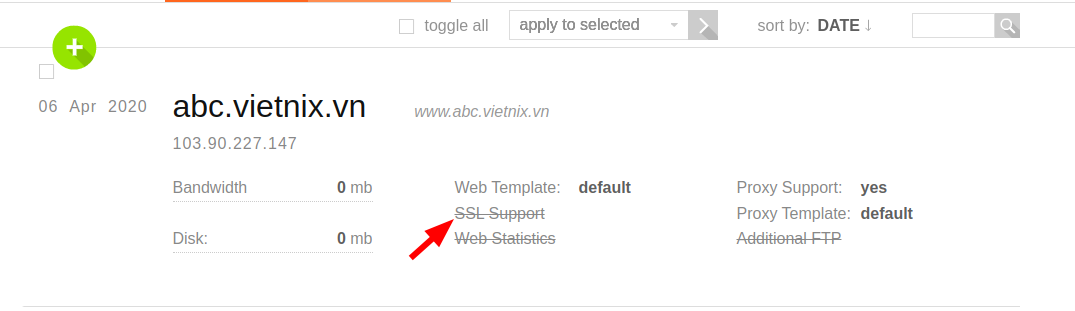 toggle all apply to selected sort by: DATE ↓
06 Apr 2020 abc.vietnix.vn www.abc.vietnix.vn
103.90.227.147
Bandwidth 0 mb Web Template: default Proxy Support: yes
SSL Support Proxy Template: default
Disk: 0 mb Web Statistics Additional FTP